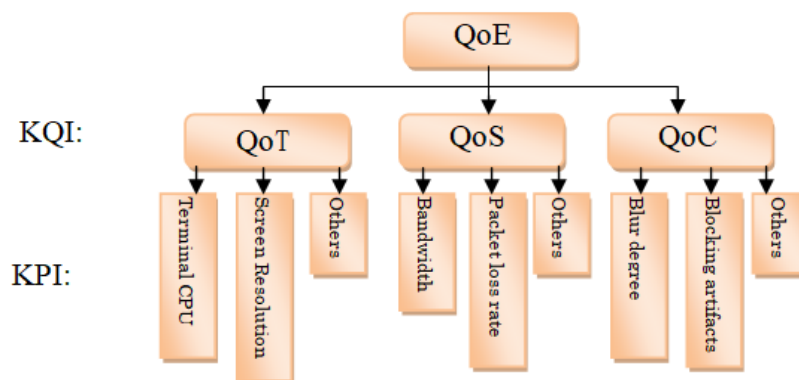 QoE
KQI:
QoT
QoS
QoC
KPI:
Terminal CPU
Screen Resolution
Others
Bandwidth
Packet loss rate
Others
Blur degree
Blocking artifacts
Others